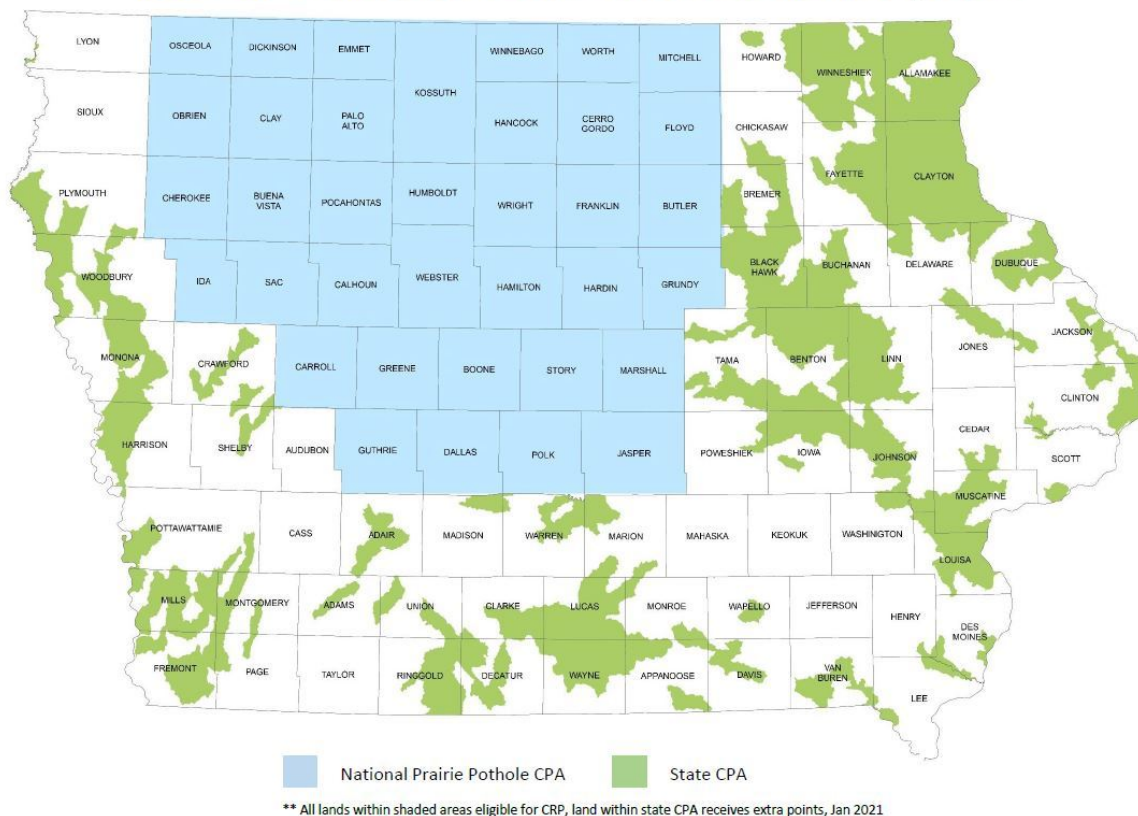 LYON
OSCEOLA
DICKINSON
EMMET
WINNEBAGO
WORTH
MITCHELL
HOWARD
WINNESHIEK
ALLAMAKEE
KOSSUTH
SIOUX
OBRIEN
CLAY
PALO
ALTO
HANCOCK
CERRO
GORDO
FLOYD
CHICKASAW
PLYMOUTH
CHEROKEE
BUENA
VISTA
POCAHONTAS
HUMBOLDT
WRIGHT
FRANKLIN
BUTLER
BREMER
FAYETTE
CLAYTON
WOODBURY
IDA
SAC
CALHOUN
WEBSTER
HAMILTON
HARDIN
GRUNDY
BLACK
HAWK
BUCHANAN
DELAWARE
DUBUQUE
MONONA
CRAWFORD
CARROLL
GREENE
BOONE
STORY
MARSHALL
TAMA
BENTON
LINN
JONES
JACKSON
CLINTON
HARRISON
SHELBY
AUDUBON
GUTHRIE
DALLAS
POLK
JASPER
POWESHIEK
IOWA
JOHNSON
CEDAR
SCOTT
MUSCATINE
POTTAWATTAMIE
CASS
ADAIR
MADISON
WARREN
MARION
MAHASKA
KEOKUK
WASHINGTON
LOUISA
MILLS
MONTGOMERY
ADAMS
UNION
CLARKE
LUCAS
MONROE
WAPELLO
JEFFERSON
HENRY
DES
MOINES
FREMONT
PAGE
TAYLOR
RINGGOLD
DECATUR
WAYNE
APPANOOSE
DAVIS
VAN
BUREN
LEE
National Prairie Pothole CPA
State CPA
** All lands within shaded areas eligible for CRP, land within state CPA receives extra points, Jan 2021